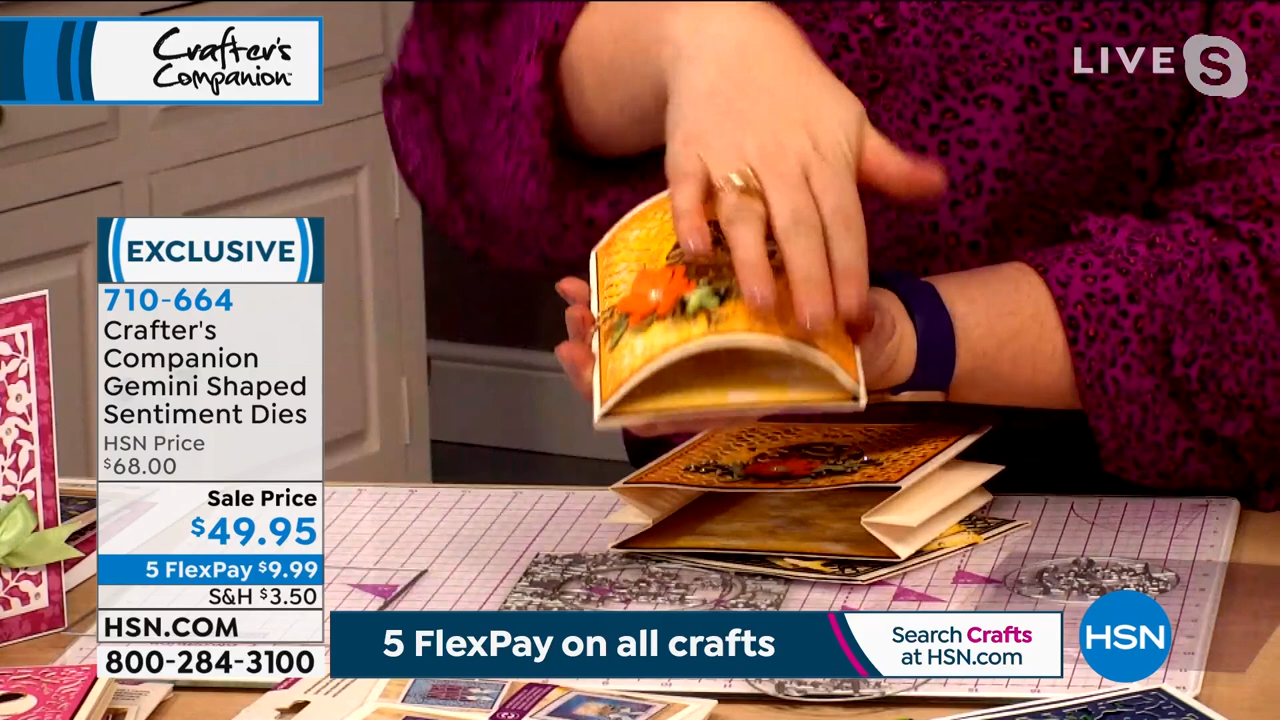 Crafter's
Companion
LIVE S
EXCLUSIVE
710-664
Crafter's
Companion
Gemini Shaped
Sentiment Dies
HSN Price
$68.00
Sale Price
$49.95
5 FlexPay $9.99
S&H $3.50
HSN.COM
800-284-3100
5 FlexPay on all crafts
Search Crafts
at HSN.com
HSN